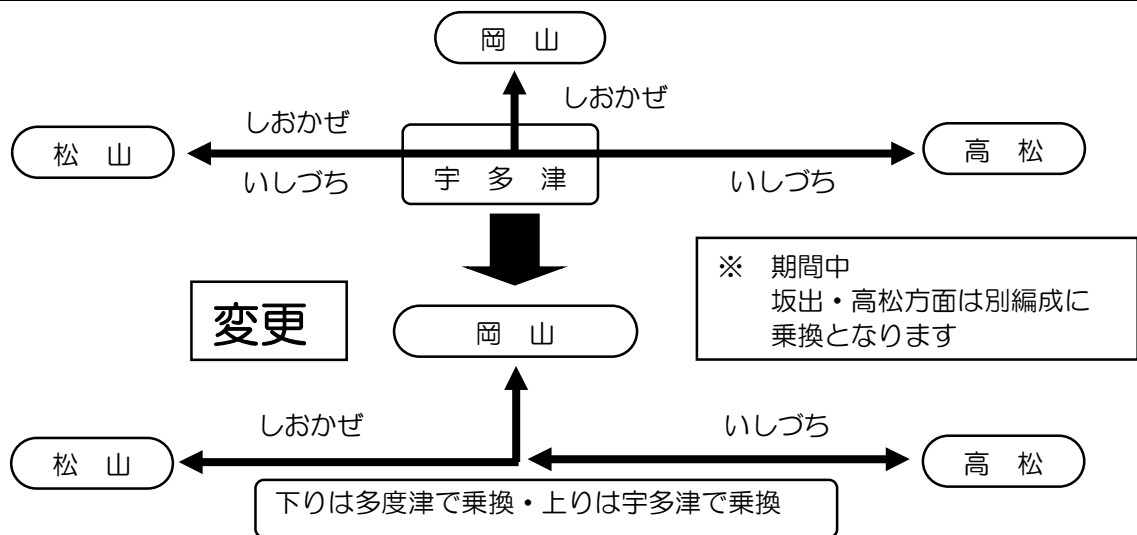 岡 山
しおかぜ
しおかぜ
松 山
高 松
宇 多 津
いしづち
いしづち
※ 期間中
坂出・高松方面は別編成に
乗換となります
変更
岡 山
しおかぜ
いしづち
松 山
高 松
下りは多度津で乗換・上りは宇多津で乗換